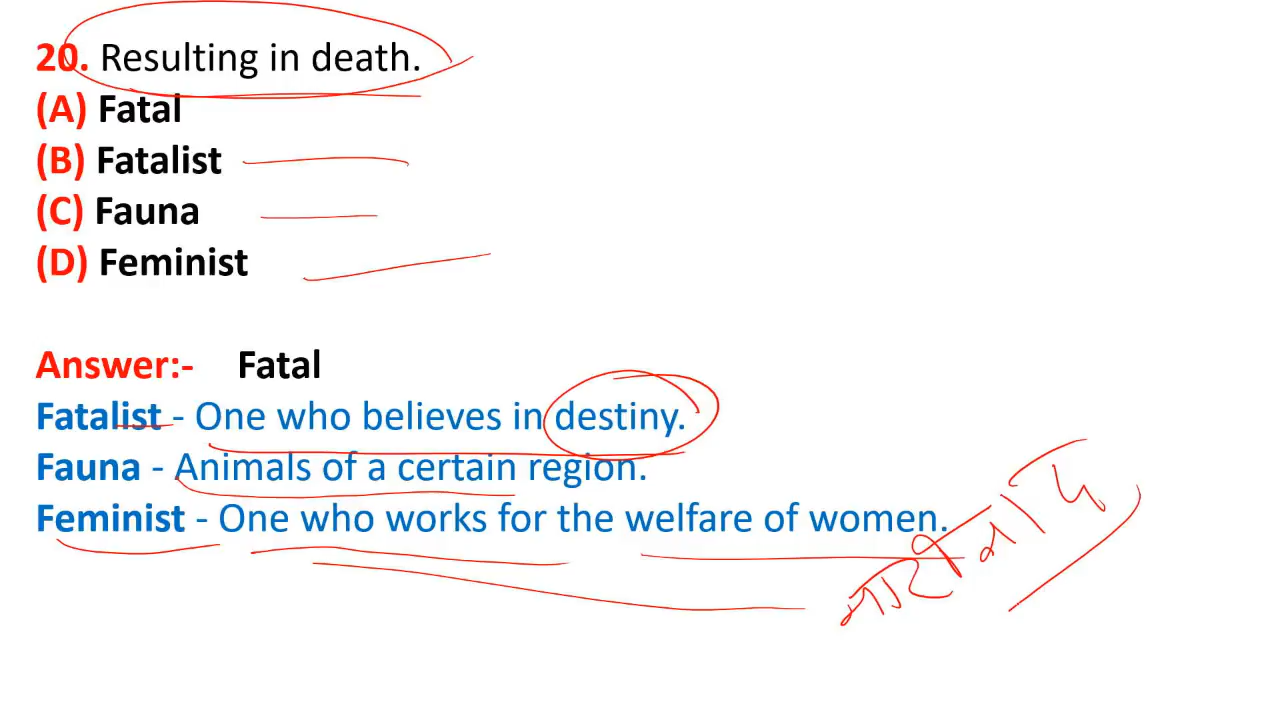 20. Resulting in death.
(A) Fatal
(B) Fatalist
(C) Fauna
(D) Feminist
Answer:- Fatal
Fatalist - One who believes in destiny.
Fauna - Animals of a certain region.
Feminist - One who works for the welfare of women.
नारीवाद